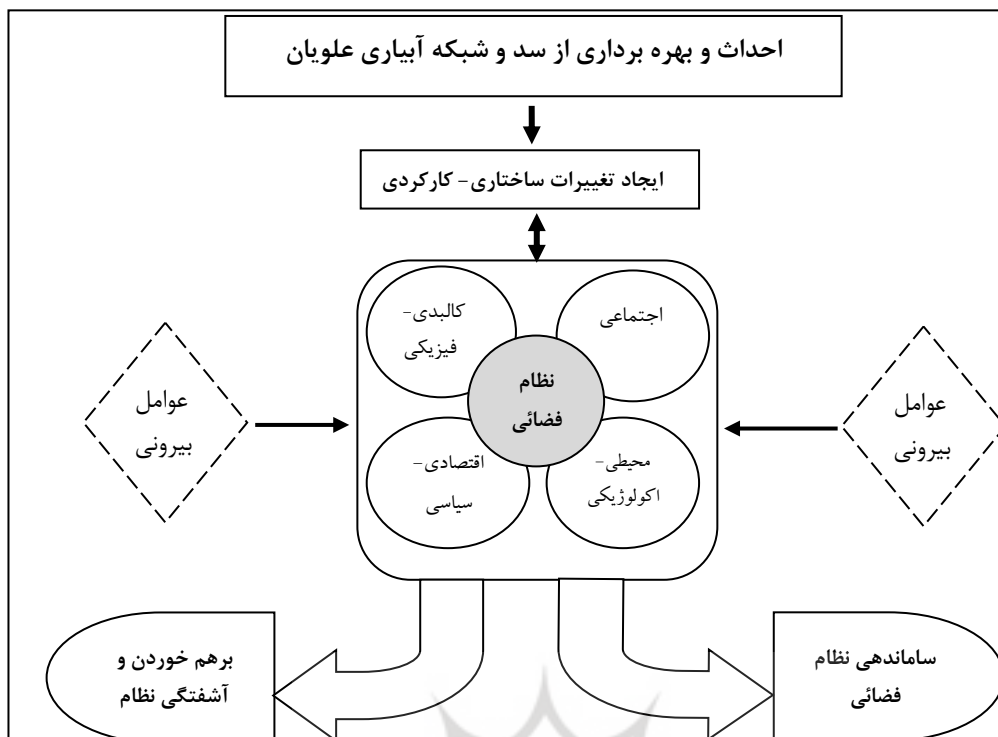 احداث و بهره برداری از سد و شبکه آبیاری علویان
ایجاد تغییرات ساختاری- کارکردی
اجتماعی
کالبدی-
فیزیکی
نظام
فضائی
محیطی-
اکولوژیکی
اقتصادی-
سیاسی
عوامل
بیرونی
عوامل
بیرونی
ساماندهی نظام
فضائی
برهم خوردن و
آشفتگی نظام